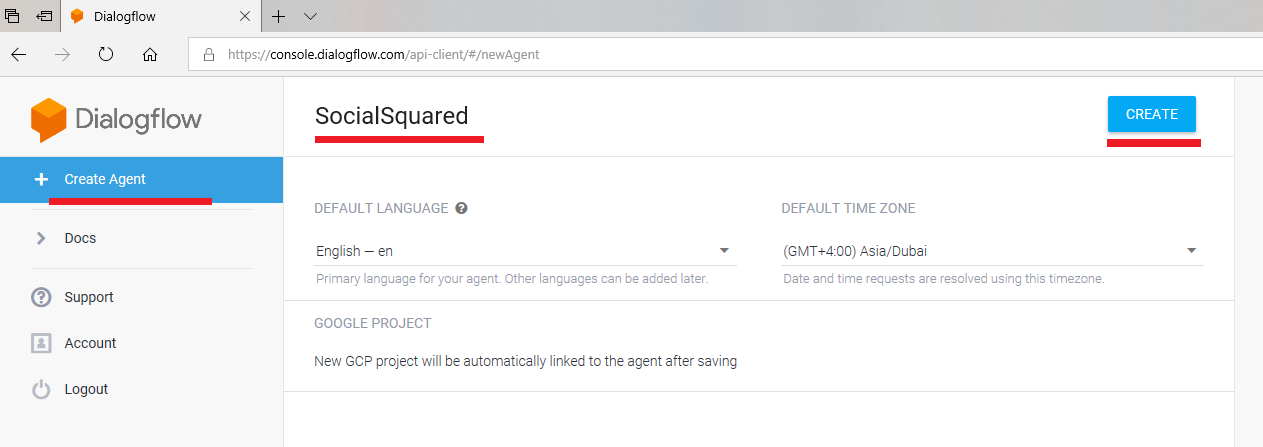 Dialogflow
https://console.dialogflow.com/api-client/#/newAgent
Dialogflow
SocialSquared
CREATE
Create Agent
DEFAULT LANGUAGE
DEFAULT TIME ZONE
Docs
English — en
(GMT+4:00) Asia/Dubai
Primary language for your agent. Other languages can be added later.
Date and time requests are resolved using this timezone.
Support
GOOGLE PROJECT
Account
New GCP project will be automatically linked to the agent after saving
Logout